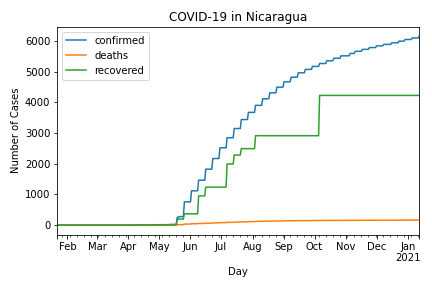 COVID-19 in Nicaragua
confirmed
deaths
recovered
Number of Cases
6000
5000
4000
3000
2000
1000
0
Feb Mar Apr May Jun Jul Aug Sep Oct Nov Dec Jan
2021
Day